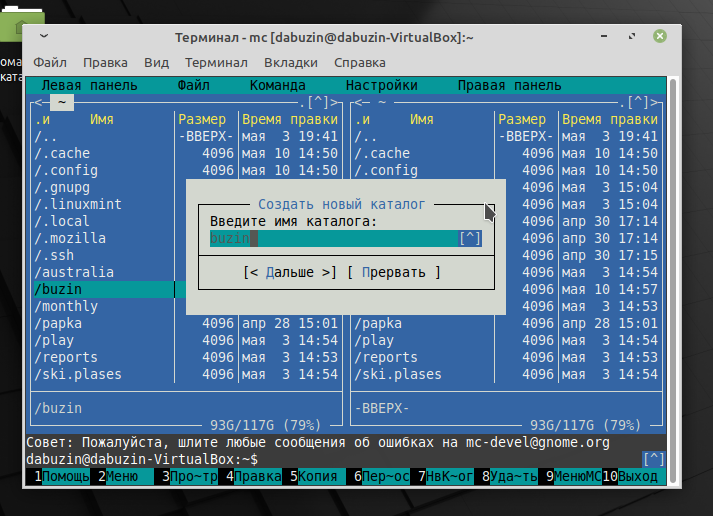 Терминал - mc [dabuzin@dabuzin-VirtualBox]:~
Файл Правка Вид Терминал Вкладки Справка
Левая панель Файл Команда Настройки Правая панель
<─ ~ .[^]> <─ ~ .[^]>
.и Имя Размер Время правки .и Имя Размер Время правки
/.. -ВВЕРХ- мая 3 19:41 /.. -ВВЕРХ- мая 3 19:41
/.cache 4096 мая 10 14:50 /.cache 4096 мая 10 14:50
/.config 4096 мая 10 14:50 /.config 4096 мая 10 14:50
/.gnupg мая 3 15:04
/.linuxmint мая 3 15:04
/.local апр 30 17:14
/.mozilla апр 30 17:14
/.ssh апр 30 17:15
/australia мая 3 14:54
/buzin мая 10 14:57
/monthly мая 3 14:53
Создать новый каталог
Введите имя каталога:
buzin [^]
[< Дальше >] [ Прервать ]
/papka 4096 апр 28 15:01 /papka 4096 апр 28 15:01
/play 4096 мая 3 14:54 /play 4096 мая 3 14:54
/reports 4096 мая 3 14:53 /reports 4096 мая 3 14:53
/ski.plases 4096 мая 3 14:54 /ski.plases 4096 мая 3 14:54
/buzin -ВВЕРХ-
93G/117G (79%) 93G/117G (79%)
Совет: Пожалуйста, шлите любые сообщения об ошибках на mc-devel@gnome.org
dabuzin@dabuzin-VirtualBox:~$ [^]
1Помощь 2Меню 3Про~тр 4Правка 5Копия 6Пер~ос 7НвК~ог 8Уда~ть 9МенюMC 10Выход